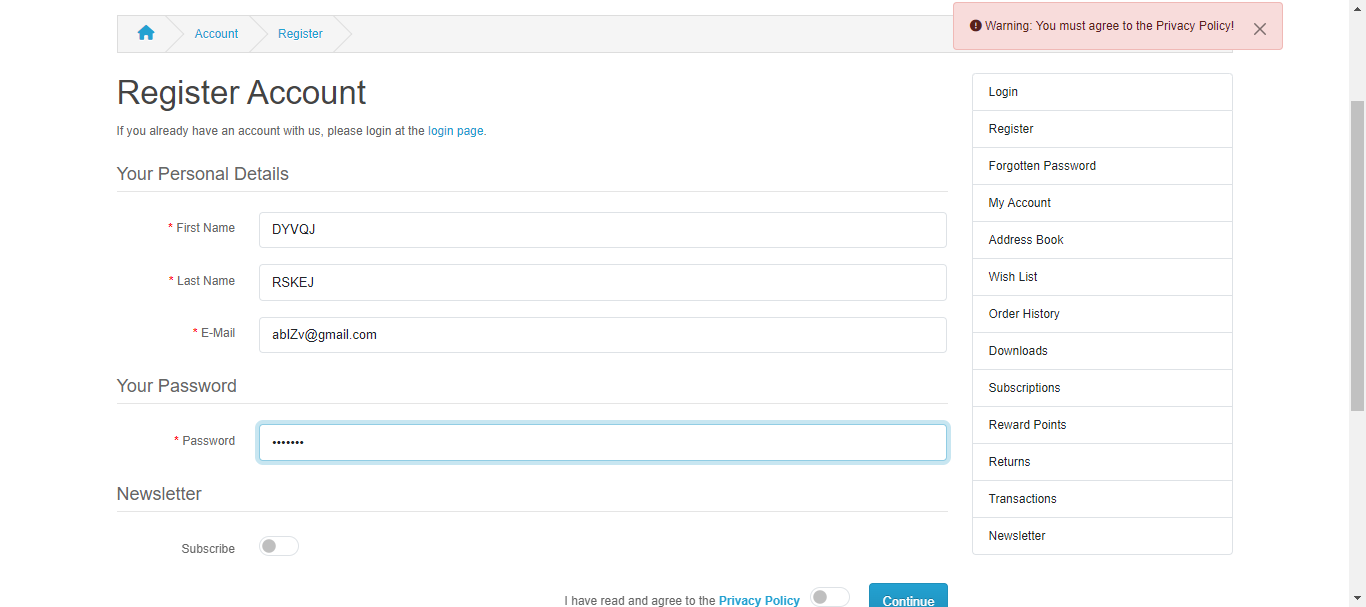 Account
Register
Warning: You must agree to the Privacy Policy!
Register Account
If you already have an account with us, please login at the login page.
Your Personal Details
* First Name
DYVQJ
* Last Name
RSKEJ
* E-Mail
ablZv@gmail.com
Your Password
* Password
•••••••
Newsletter
Subscribe
I have read and agree to the Privacy Policy
Continue
Login
Register
Forgotten Password
My Account
Address Book
Wish List
Order History
Downloads
Subscriptions
Reward Points
Returns
Transactions
Newsletter